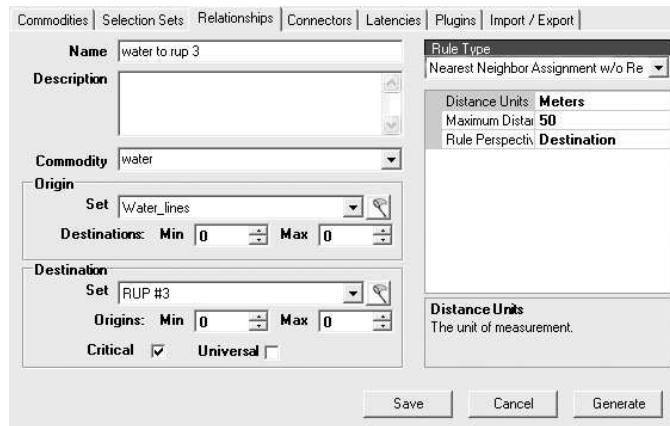 Commodities | Selection Sets | Relationships | Connectors | Latencies | Plugins | Import / Export
Name water to rup 3
Description
Commodity water
Origin
Set Water_lines
Destinations: Min 0 Max 0
Destination
Set RUP #3
Origins: Min 0 Max 0
Critical Universal
Rule Type
Nearest Neighbor Assignment w/o Re
Distance Units Meters
Maximum Distar 50
Rule Perspectiv Destination
Distance Units
The unit of measurement.
Save Cancel Generate